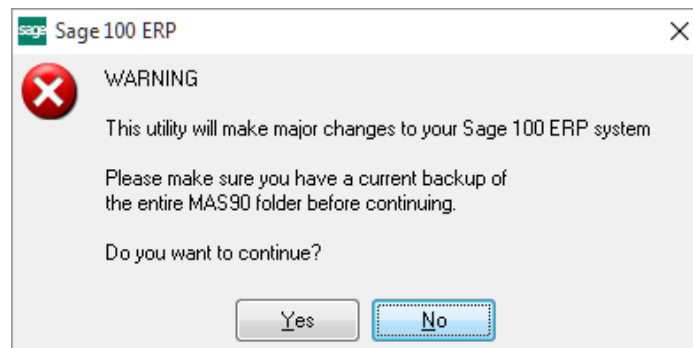 sage Sage 100 ERP
WARNING
This utility will make major changes to your Sage 100 ERP system
Please make sure you have a current backup of
the entire MAS90 folder before continuing.
Do you want to continue?
Yes No